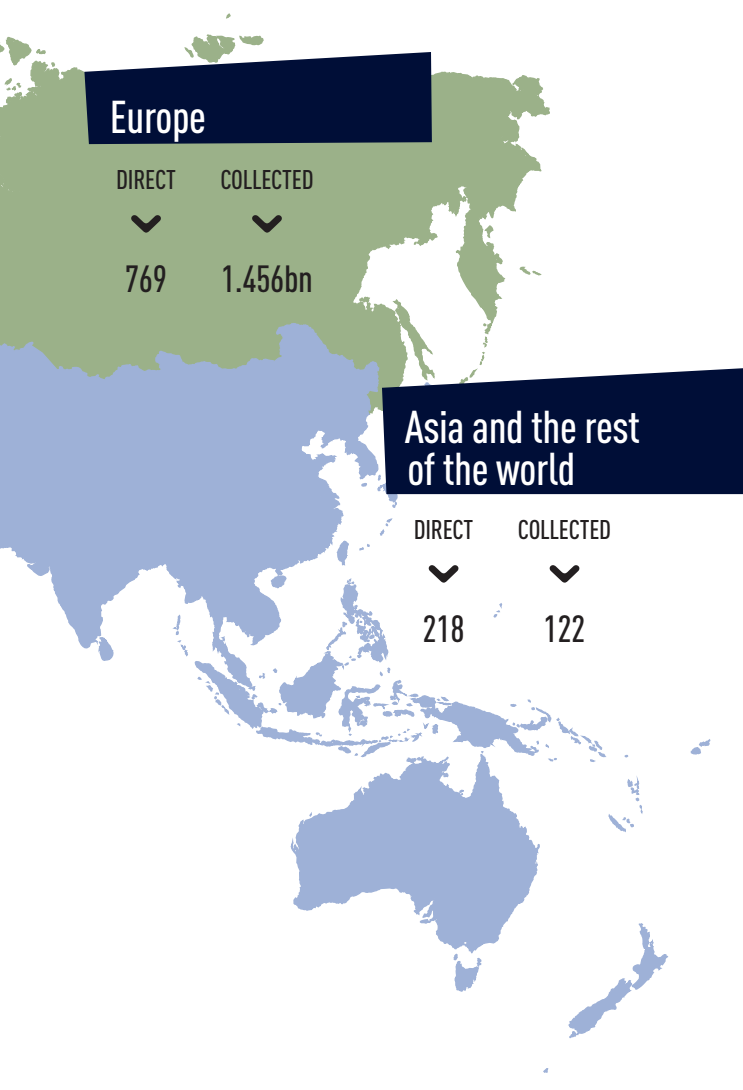 Europe
DIRECT COLLECTED
769 1.456bn
Asia and the rest
of the world
DIRECT COLLECTED
218 122